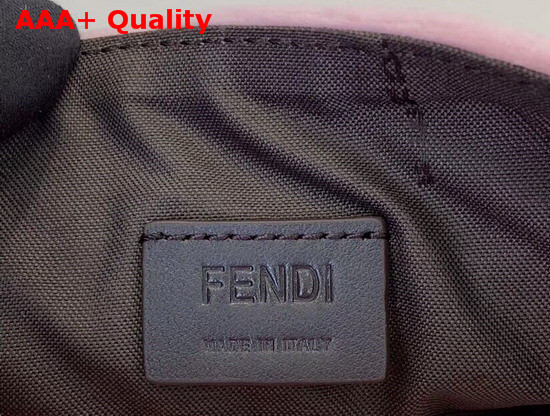 AAA+ Quality
FENDI
MADE IN ITALY